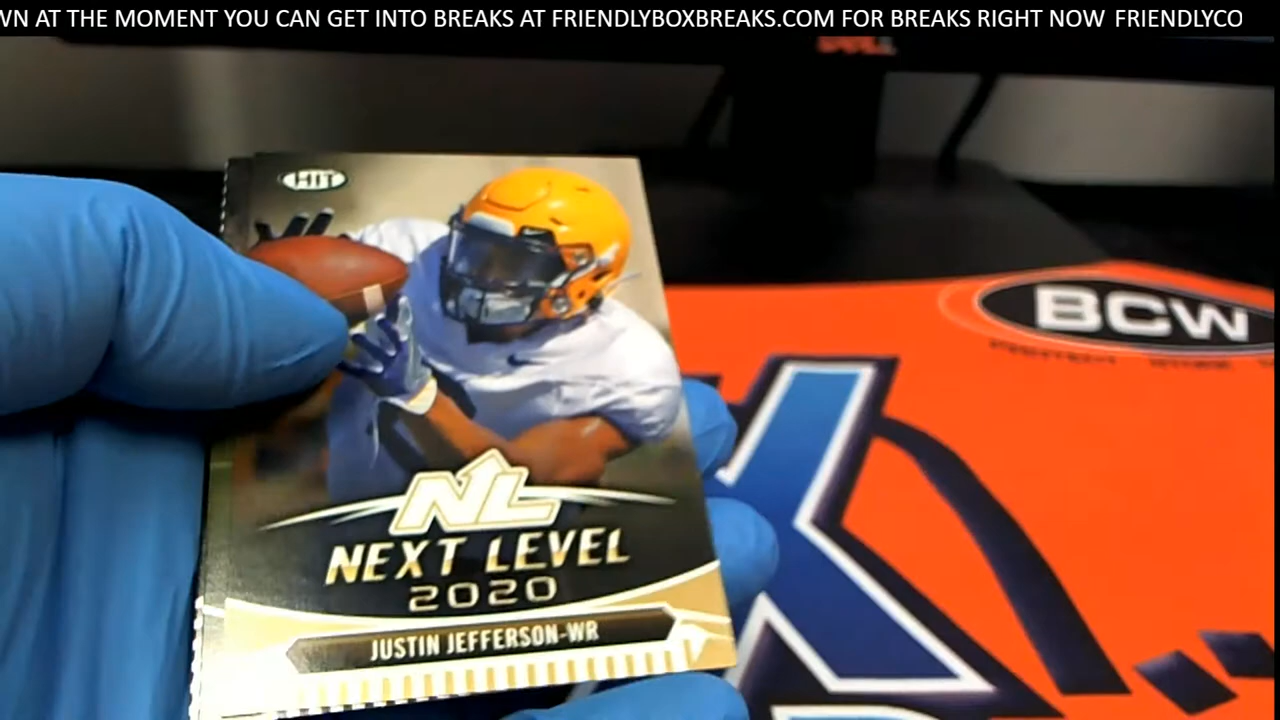 WN AT THE MOMENT YOU CAN GET INTO BREAKS AT FRIENDLYBOXBREAKS.COM FOR BREAKS RIGHT NOW FRIENDLYCO
HIT
BCW
NL
NEXT LEVEL
2020
JUSTIN JEFFERSON-WR